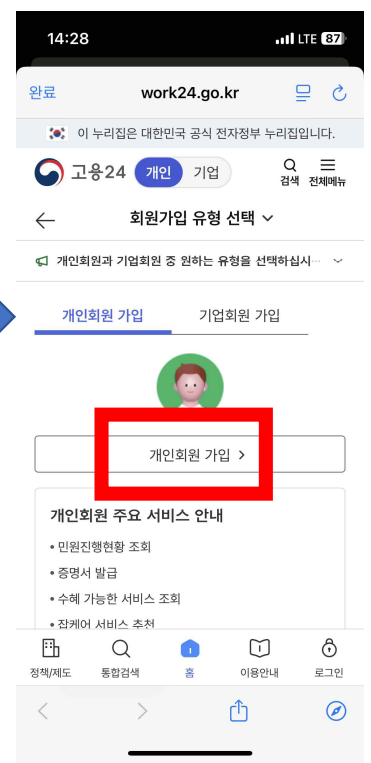 14:28 LTE 87
완료 work24.go.kr
이 누리집은 대한민국 공식 전자정부 누리집입니다.
고용24 개인 기업 검색 전체메뉴
회원가입 유형 선택
개인회원과 기업회원 중 원하는 유형을 선택하십시…
개인회원 가입 기업회원 가입
개인회원 가입 >
개인회원 주요 서비스 안내
• 민원진행현황 조회
• 증명서 발급
• 수혜 가능한 서비스 조회
• 잡케어 서비스 추천
정책/제도 통합검색 홈 이용안내 로그인